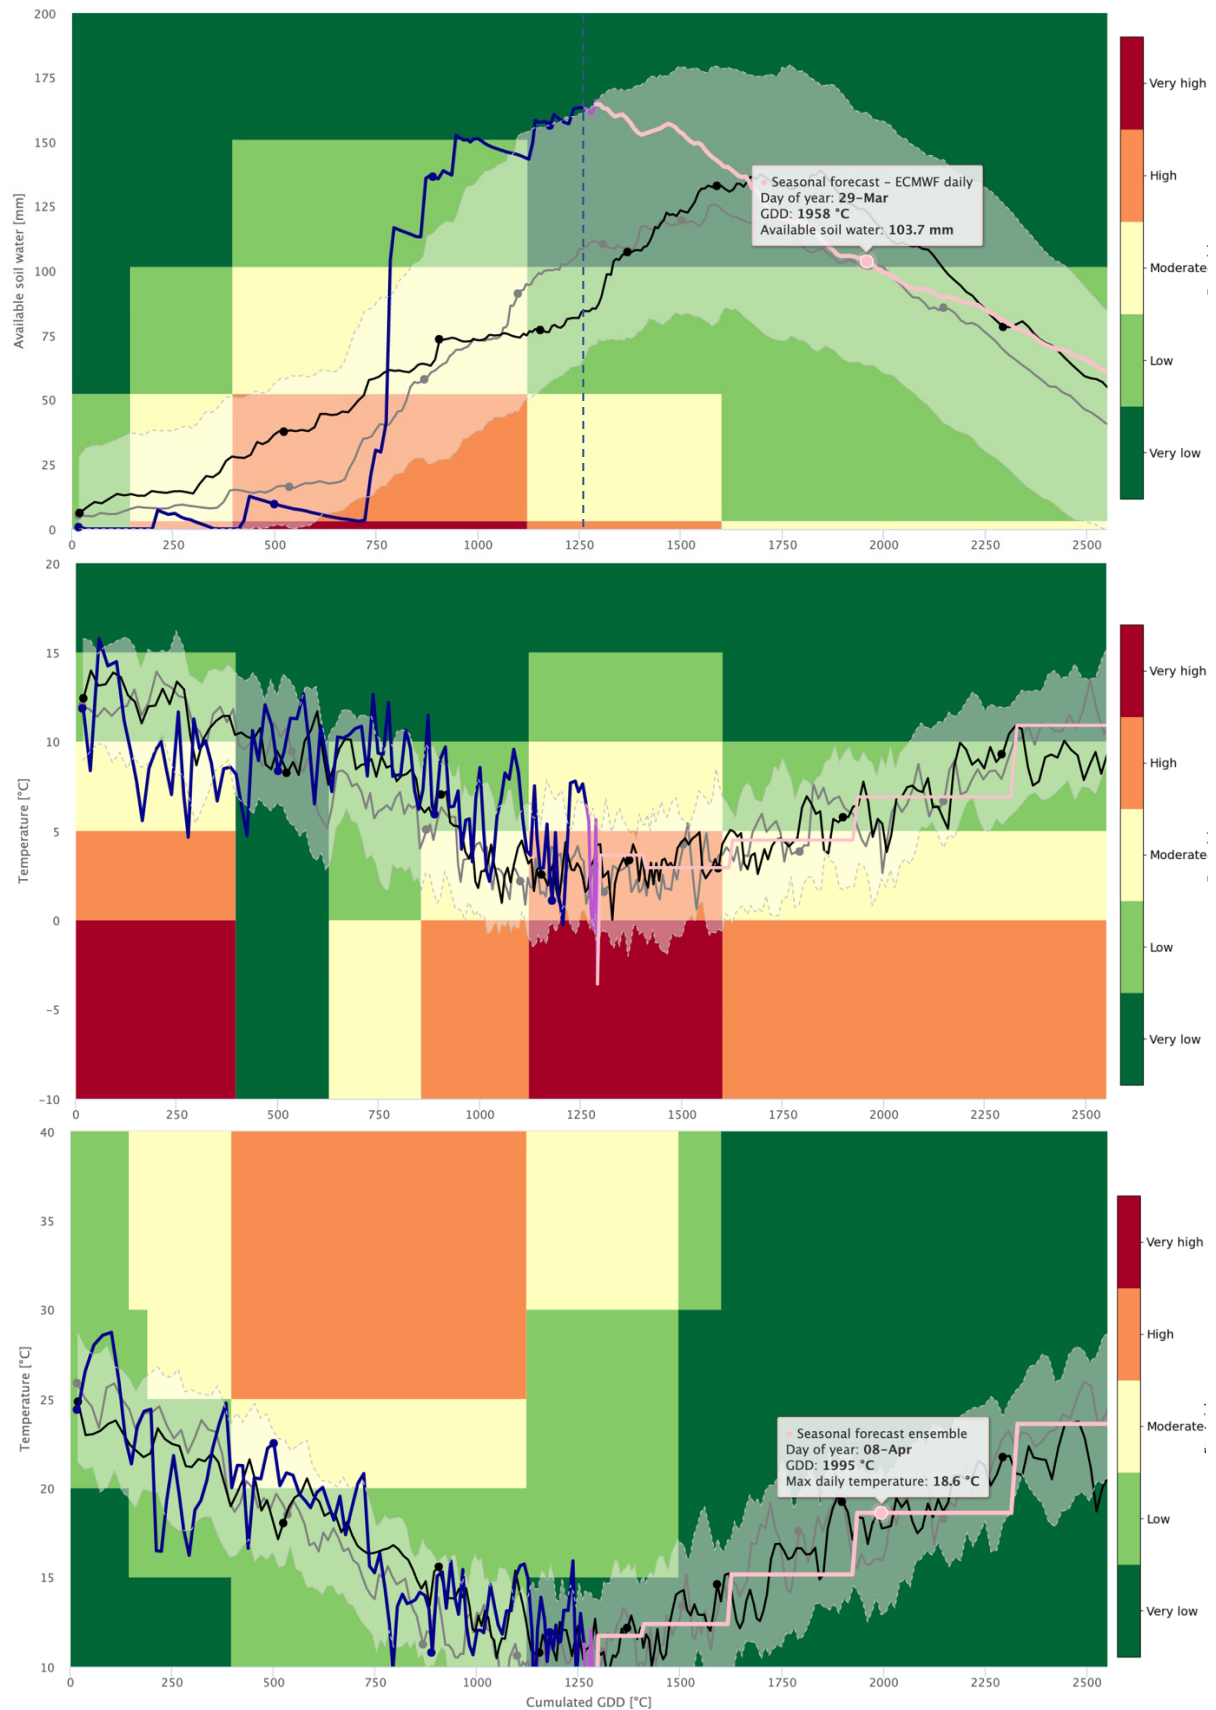 200
175
150
125
100
75
50
25
0
Available soil water [mm]
0 250 500 750 1000 1250 1500 1750 2000 2250 2500
Seasonal forecast – ECMWF daily
Day of year: 29-Mar
GDD: 1958 °C
Available soil water: 103.7 mm
Very high
High
Moderate
Low
Very low
20
15
10
5
0
-5
-10
Temperature [°C]
0 250 500 750 1000 1250 1500 1750 2000 2250 2500
Very high
High
Moderate
Low
Very low
40
35
30
25
20
15
10
Temperature [°C]
0 250 500 750 1000 1250 1500 1750 2000 2250 2500
Cumulated GDD [°C]
Seasonal forecast ensemble
Day of year: 08-Apr
GDD: 1995 °C
Max daily temperature: 18.6 °C
Very high
High
Moderate
Low
Very low